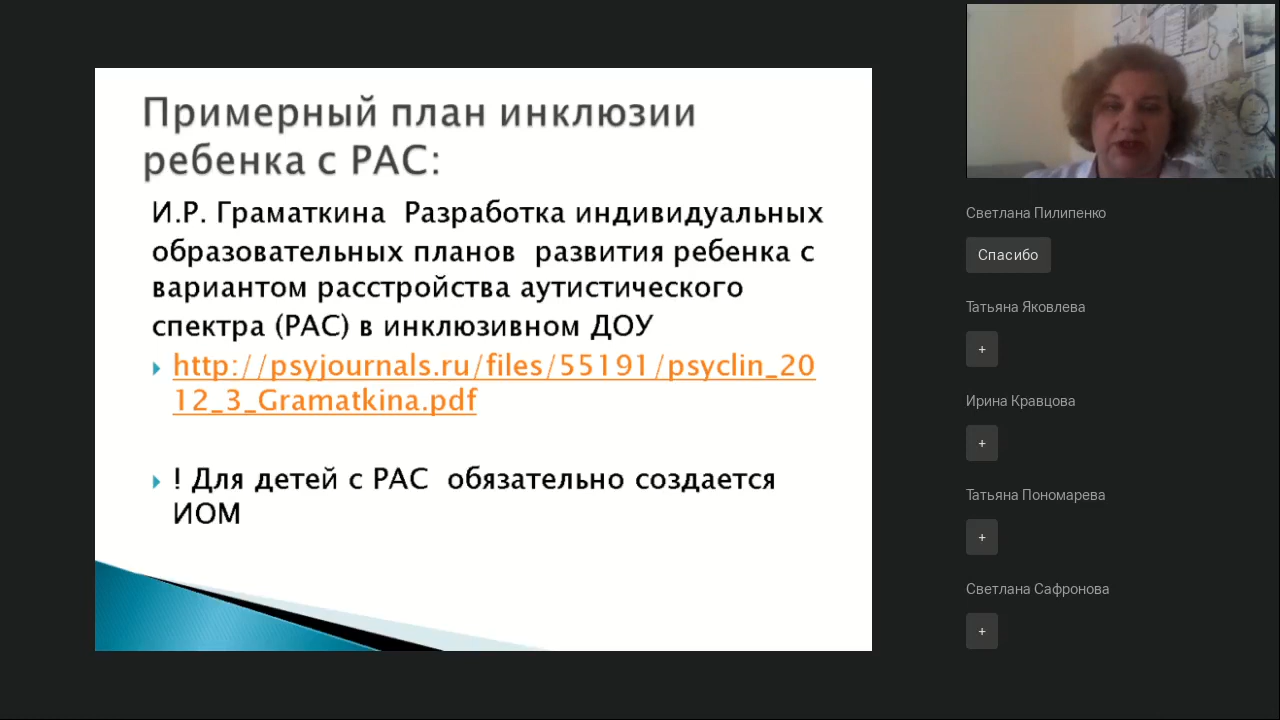 Примерный план инклюзии
ребенка с РАС:
И.Р. Граматкина Разработка индивидуальных
образовательных планов развития ребенка с
вариантом расстройства аутистического
спектра (РАС) в инклюзивном ДОУ
http://psyjournals.ru/files/55191/psyclin_20
12_3_Gramatkina.pdf
! Для детей с РАС обязательно создается
ИОМ
Светлана Пилипенко
Спасибо
Татьяна Яковлева
+
Ирина Кравцова
+
Татьяна Пономарева
+
Светлана Сафронова
+